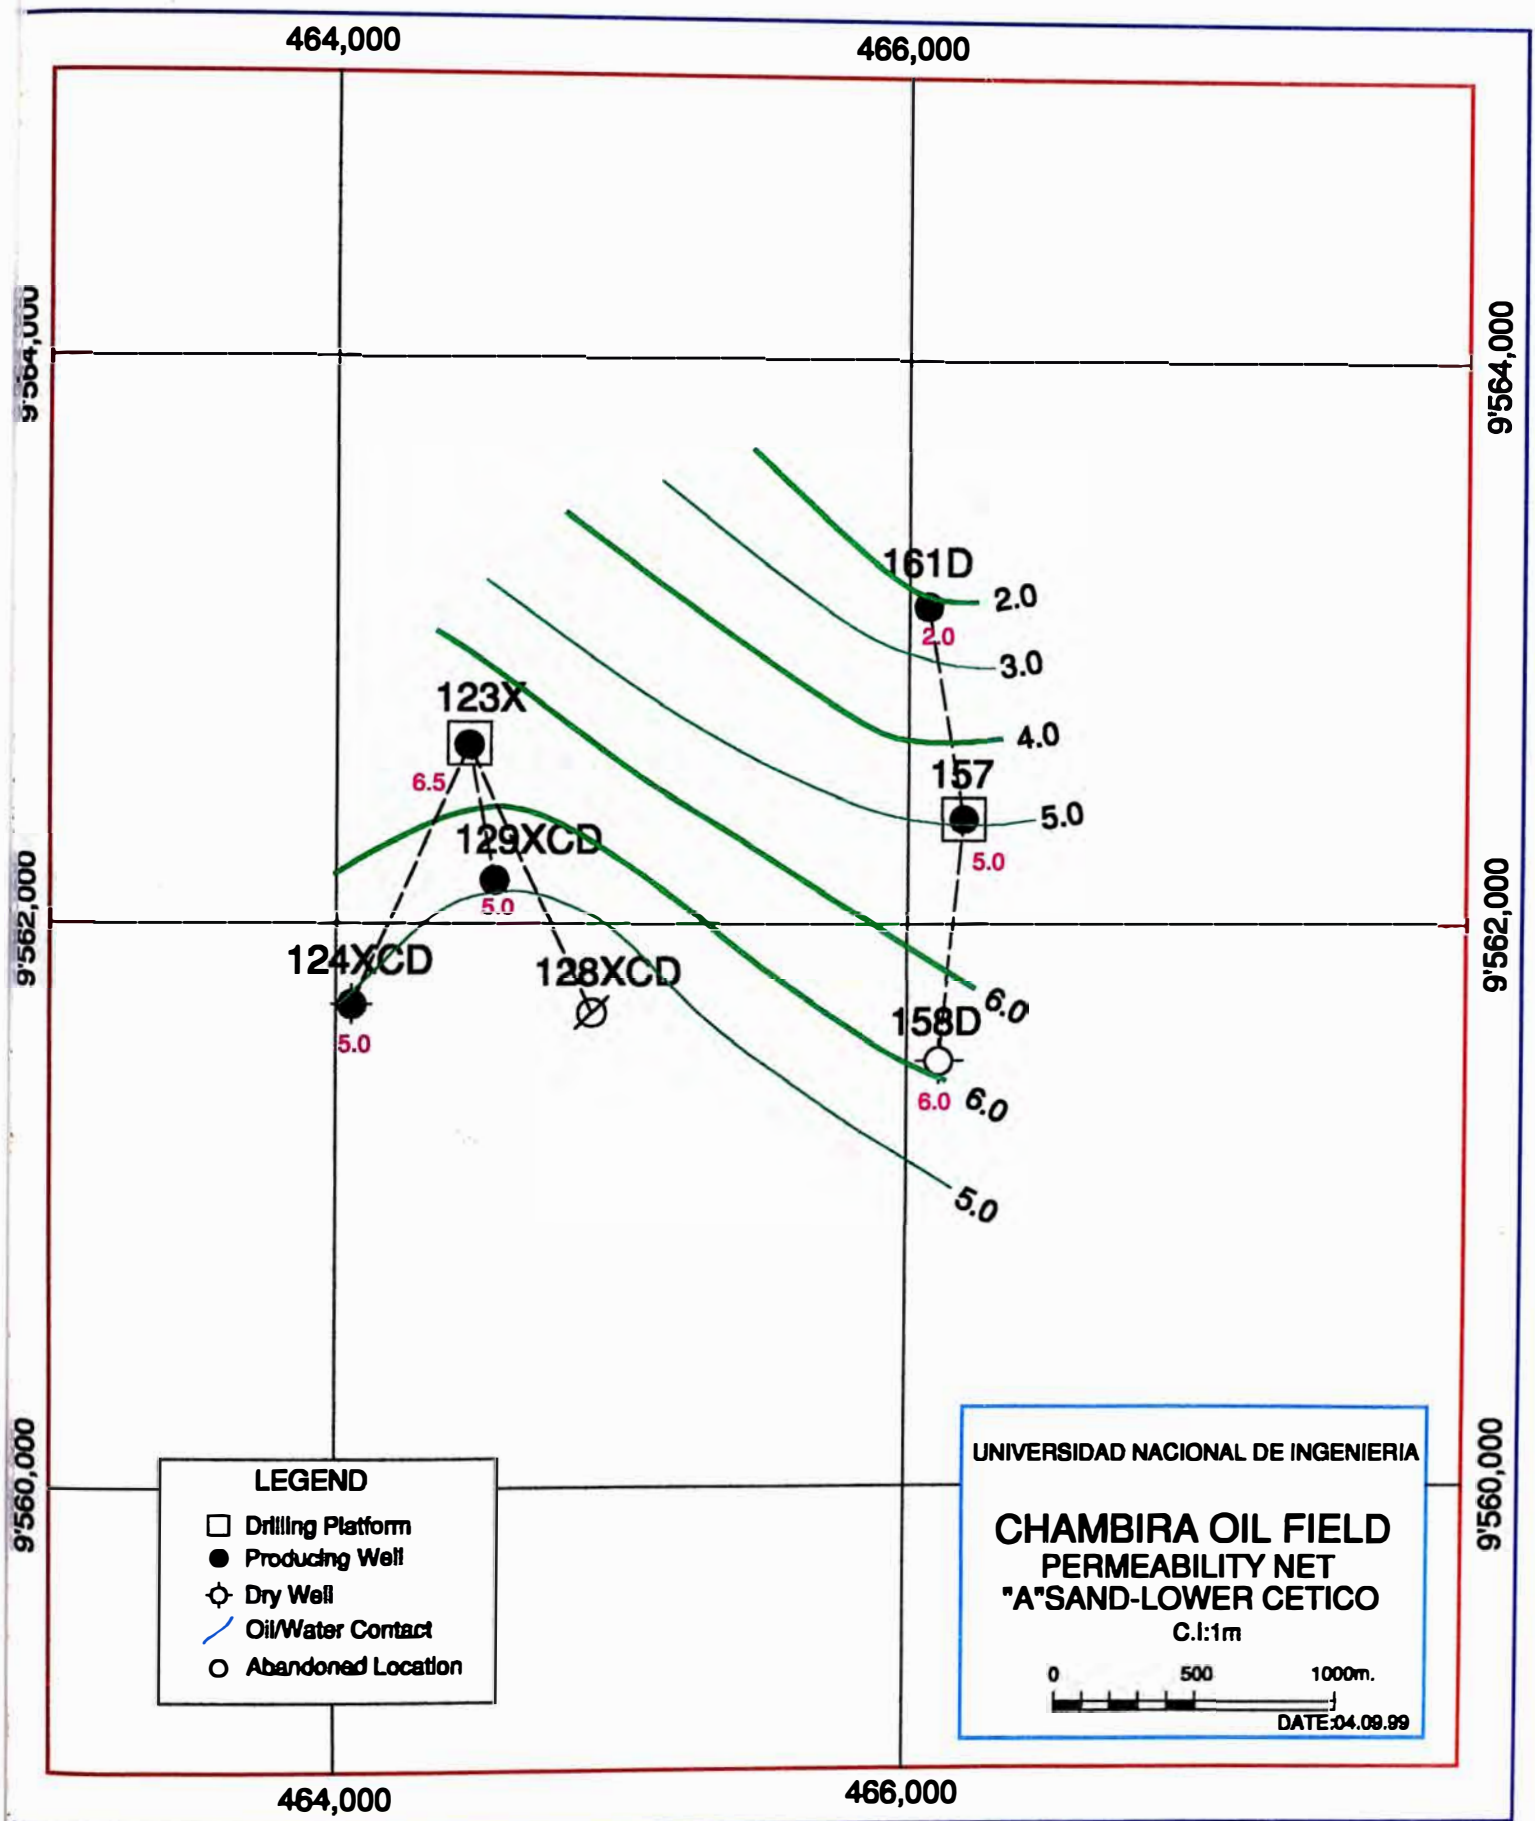 464,000
466,000
9'564,000
9'564,000
161D
2.0
2.0
3.0
123X
6.5
4.0
157
5.0
5.0
129XCD
5.0
9'562,000
9'562,000
124XCD
5.0
128XCD
6.0
158D
6.0
6.0
5.0
LEGEND
Drilling Platform
Producing Well
Dry Well
Oil/Water Contact
Abandoned Location
9'560,000
9'560,000
UNIVERSIDAD NACIONAL DE INGENIERIA
CHAMBIRA OIL FIELD
PERMEABILITY NET
"A"SAND-LOWER CETICO
C.I:1m
0 500 1000m.
DATE:04.09.99
464,000
466,000